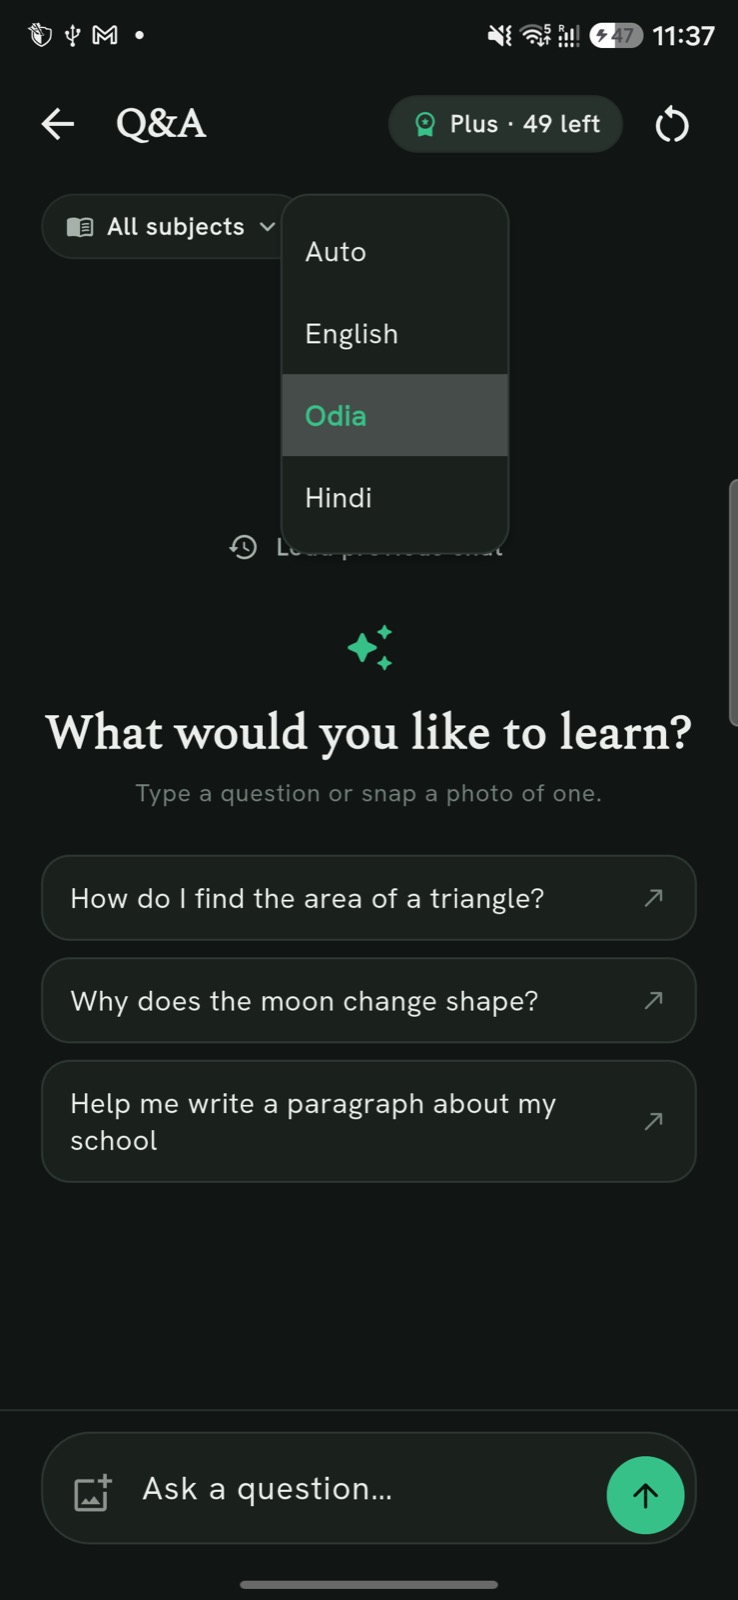 47 11:37
Q&A
Plus · 49 left
All subjects
Auto
English
Odia
Hindi
What would you like to learn?
Type a question or snap a photo of one.
How do I find the area of a triangle?
Why does the moon change shape?
Help me write a paragraph about my
school
Ask a question...